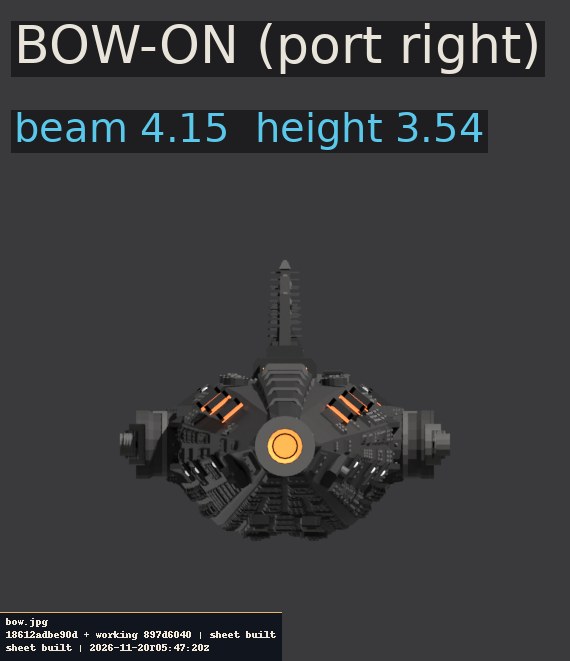 BOW-ON (port right)
beam 4.15  height 3.54
bow.jpg
18612adbe90d + working 897d6040 | sheet built
sheet built | 2026-11-20T05:47:20Z